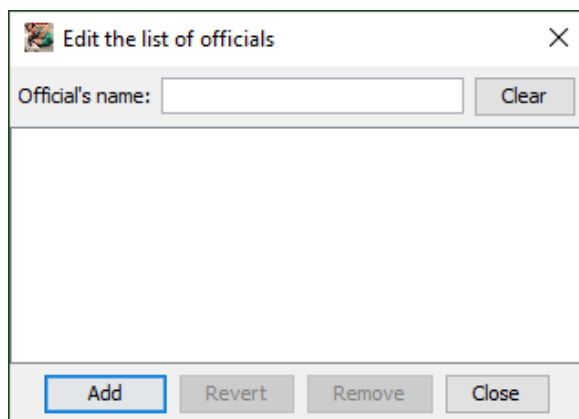 Edit the list of officials
Official's name: Clear
Add Revert Remove Close